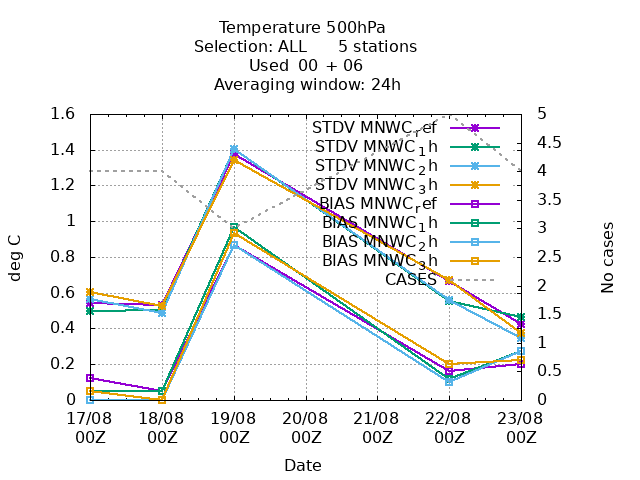 Temperature 500hPa
Selection: ALL 5 stations
Used 00 + 06
Averaging window: 24h
1.6
1.4
1.2
1
0.8
0.6
0.4
0.2
0
deg C
5
4.5
4
3.5
3
2.5
2
1.5
1
0.5
0
No cases
STDV MNWC_ref
STDV MNWC_1h
STDV MNWC_2h
STDV MNWC_3h
BIAS MNWC_ref
BIAS MNWC_1h
BIAS MNWC_2h
BIAS MNWC_3h
CASES
17/08 18/08 19/08 20/08 21/08 22/08 23/08
00Z 00Z 00Z 00Z 00Z 00Z 00Z
Date